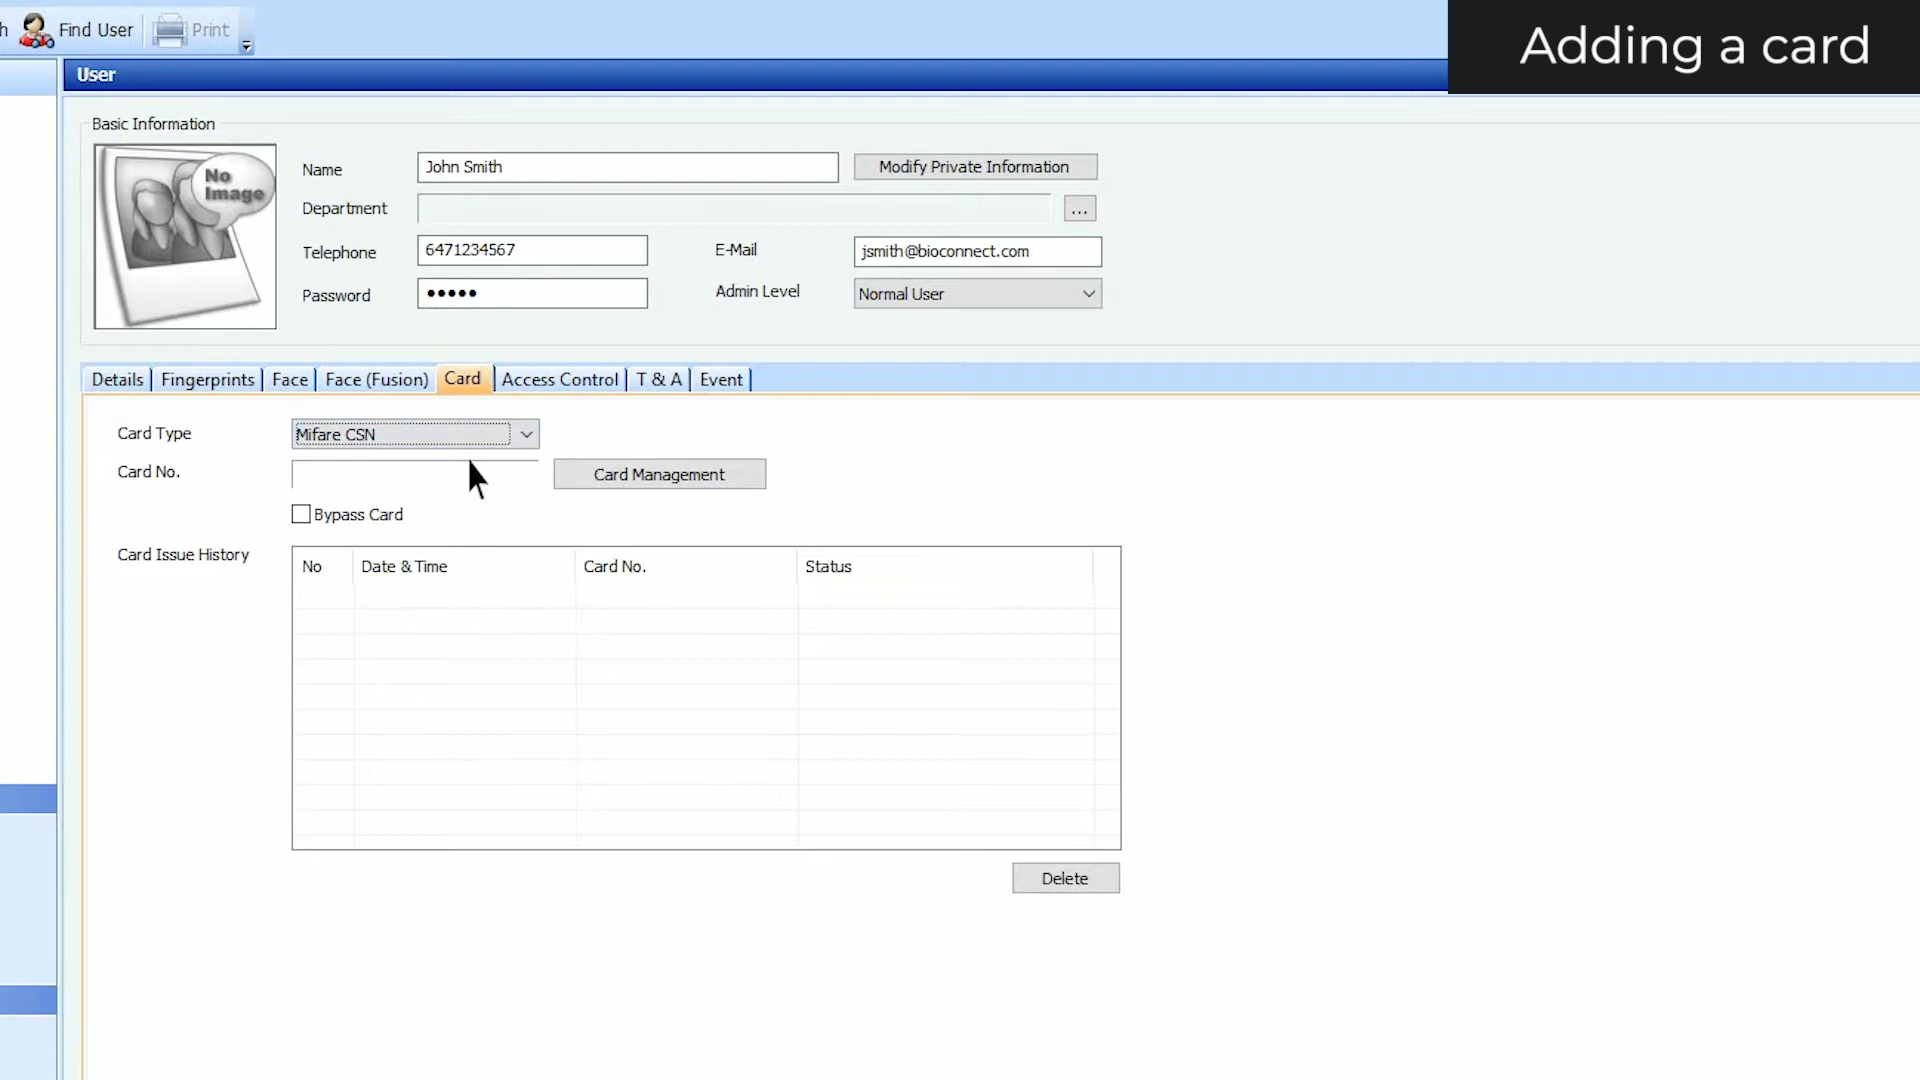 h Find User Print
Adding a card
User
Basic Information
No
Image
Name John Smith Modify Private Information
Department ...
Telephone 6471234567 E-Mail jsmith@bioconnect.com
Password ••••• Admin Level Normal User
Details Fingerprints Face Face (Fusion) Card Access Control T & A Event
Card Type Mifare CSN
Card No. Card Management
Bypass Card
Card Issue History
No Date & Time Card No. Status
Delete